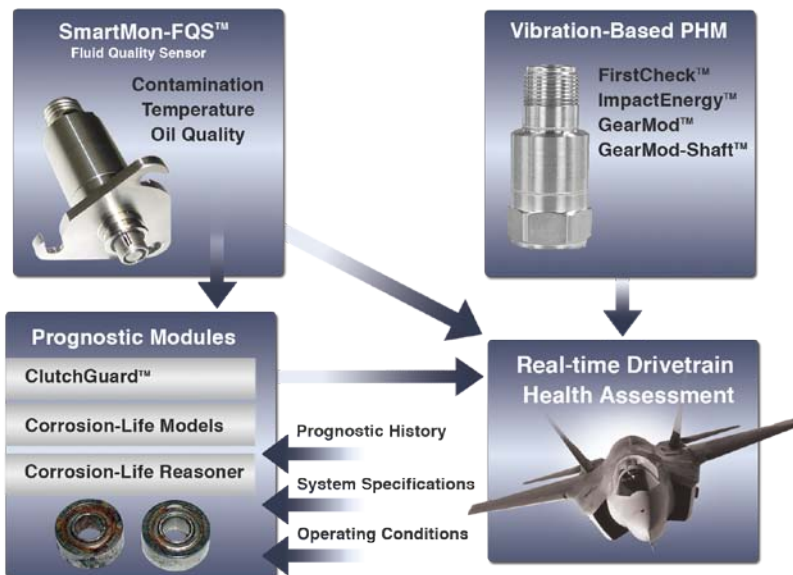 SmartMon-FQS™
Fluid Quality Sensor
Contamination
Temperature
Oil Quality
Vibration-Based PHM
FirstCheck™
ImpactEnergy™
GearMod™
GearMod-Shaft™
Prognostic Modules
ClutchGuard™
Corrosion-Life Models
Corrosion-Life Reasoner
Prognostic History
System Specifications
Operating Conditions
Real-time Drivetrain
Health Assessment